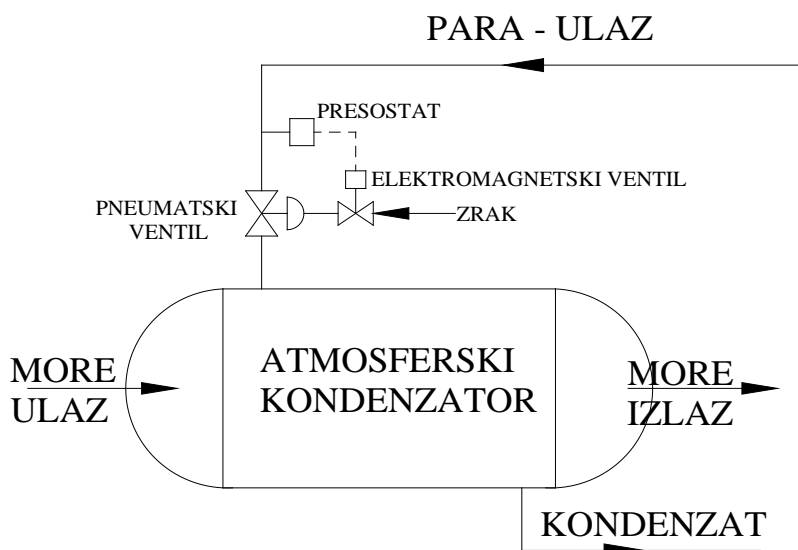 PARA - ULAZ
PRESOSTAT
ELEKTROMAGNETSKI VENTIL
PNEUMATSKI
VENTIL
ZRAK
MORE
ULAZ
ATMOSFERSKI
KONDENZATOR
MORE
IZLAZ
KONDENZAT